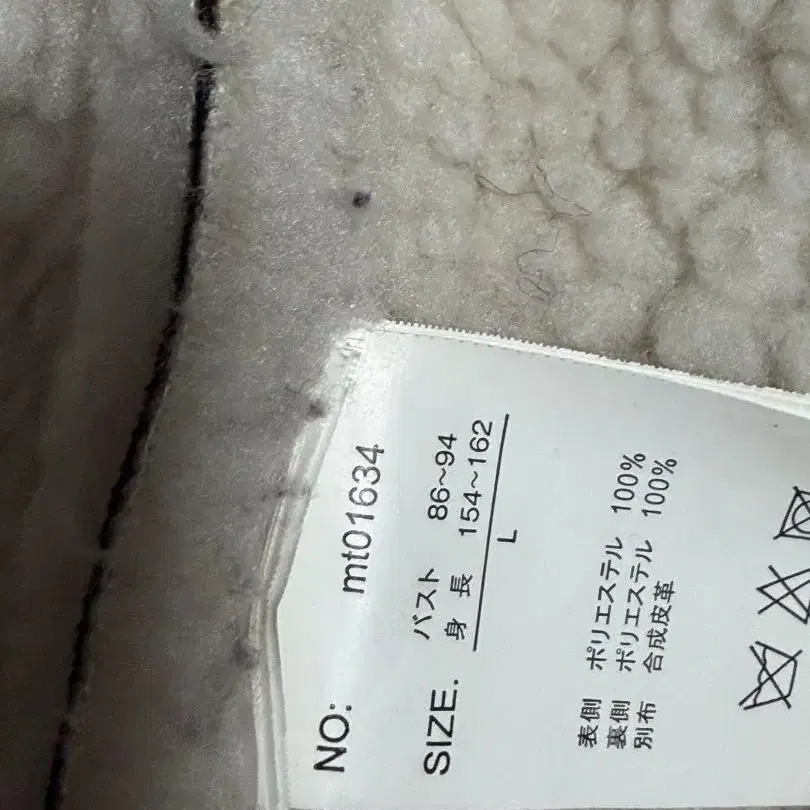 NO: mt01634
SIZE. バスト 86~94
身長 154~162
L
表側 ポリエステル 100%
裏側 ポリエステル 100%
別布 合成皮革